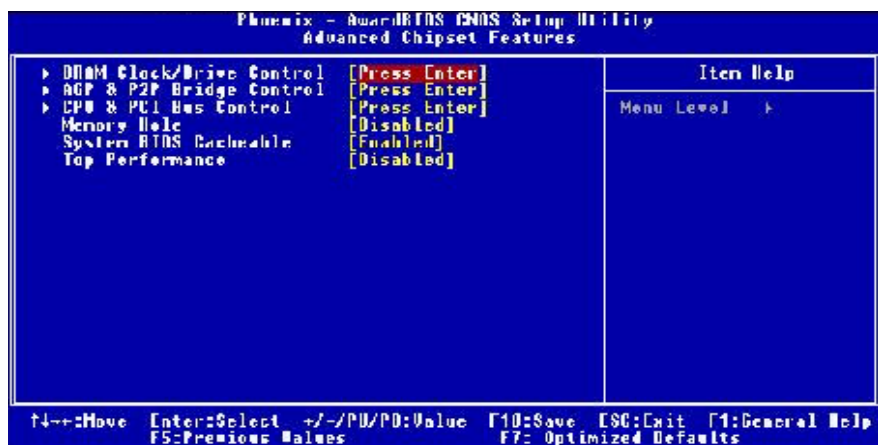 Phoenix - AwardBIOS CMOS Setup Utility
Advanced Chipset Features
DRAM Clock/Drive Control [Press Enter]
AGP & P2P Bridge Control [Press Enter]
CPU & PCI Bus Control [Press Enter]
Memory Hole [Disabled]
System BIOS Cacheable [Enabled]
Top Performance [Disabled]
Item Help
Menu Level ▸
↑↓→←:Move Enter:Select +/-/PU/PD:Value F10:Save ESC:Exit F1:General Help
F5:Previous Values F7: Optimized Defaults